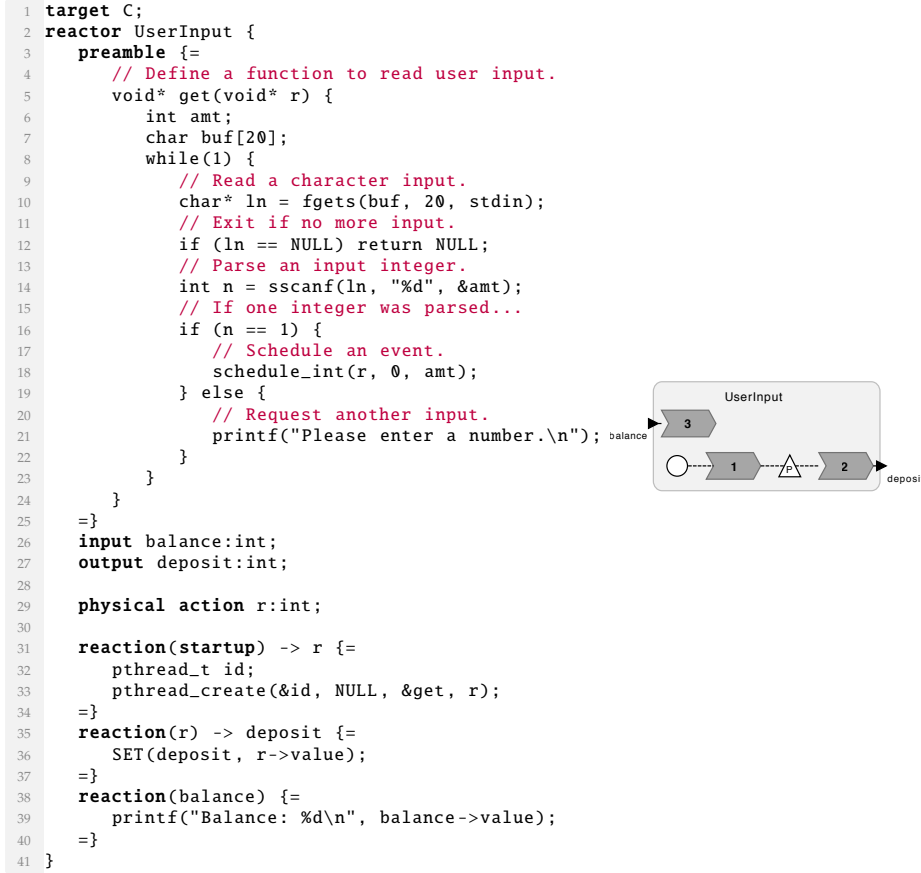 1 target C;
2 reactor UserInput {
3 preamble {=
4 // Define a function to read user input.
5 void* get(void* r) {
6 int amt;
7 char buf[20];
8 while(1) {
9 // Read a character input.
10 char* ln = fgets(buf, 20, stdin);
11 // Exit if no more input.
12 if (ln == NULL) return NULL;
13 // Parse an input integer.
14 int n = sscanf(ln, "%d", &amt);
15 // If one integer was parsed...
16 if (n == 1) {
17 // Schedule an event.
18 schedule_int(r, 0, amt);
19 } else {
20 // Request another input.
21 printf("Please enter a number.\n");
22 }
23 }
24 }
25 =}
26 input balance:int;
27 output deposit:int;
28
29 physical action r:int;
30
31 reaction(startup) -> r {=
32 pthread_t id;
33 pthread_create(&id, NULL, &get, r);
34 =}
35 reaction(r) -> deposit {=
36 SET(deposit, r->value);
37 =}
38 reaction(balance) {=
39 printf("Balance: %d\n", balance->value);
40 =}
41 }
UserInput
balance
3
1
P
2
deposi